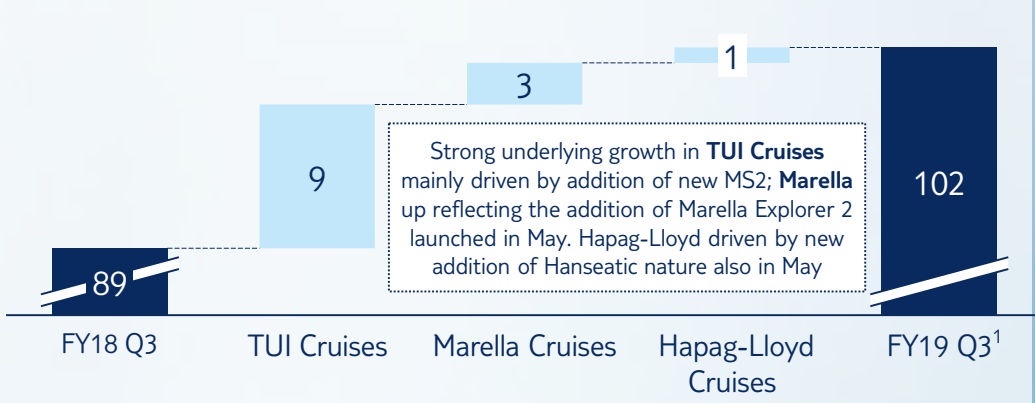 1
3
9
Strong underlying growth in TUI Cruises
mainly driven by addition of new MS2; Marella
up reflecting the addition of Marella Explorer 2
launched in May. Hapag-Lloyd driven by new
addition of Hanseatic nature also in May
102
89
FY18 Q3
TUI Cruises
Marella Cruises
Hapag-Lloyd
Cruises
FY19 Q3¹